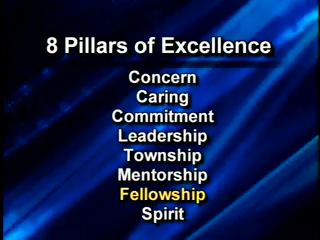 8 Pillars of Excellence
Concern
Caring
Commitment
Leadership
Township
Mentorship
Fellowship
Spirit